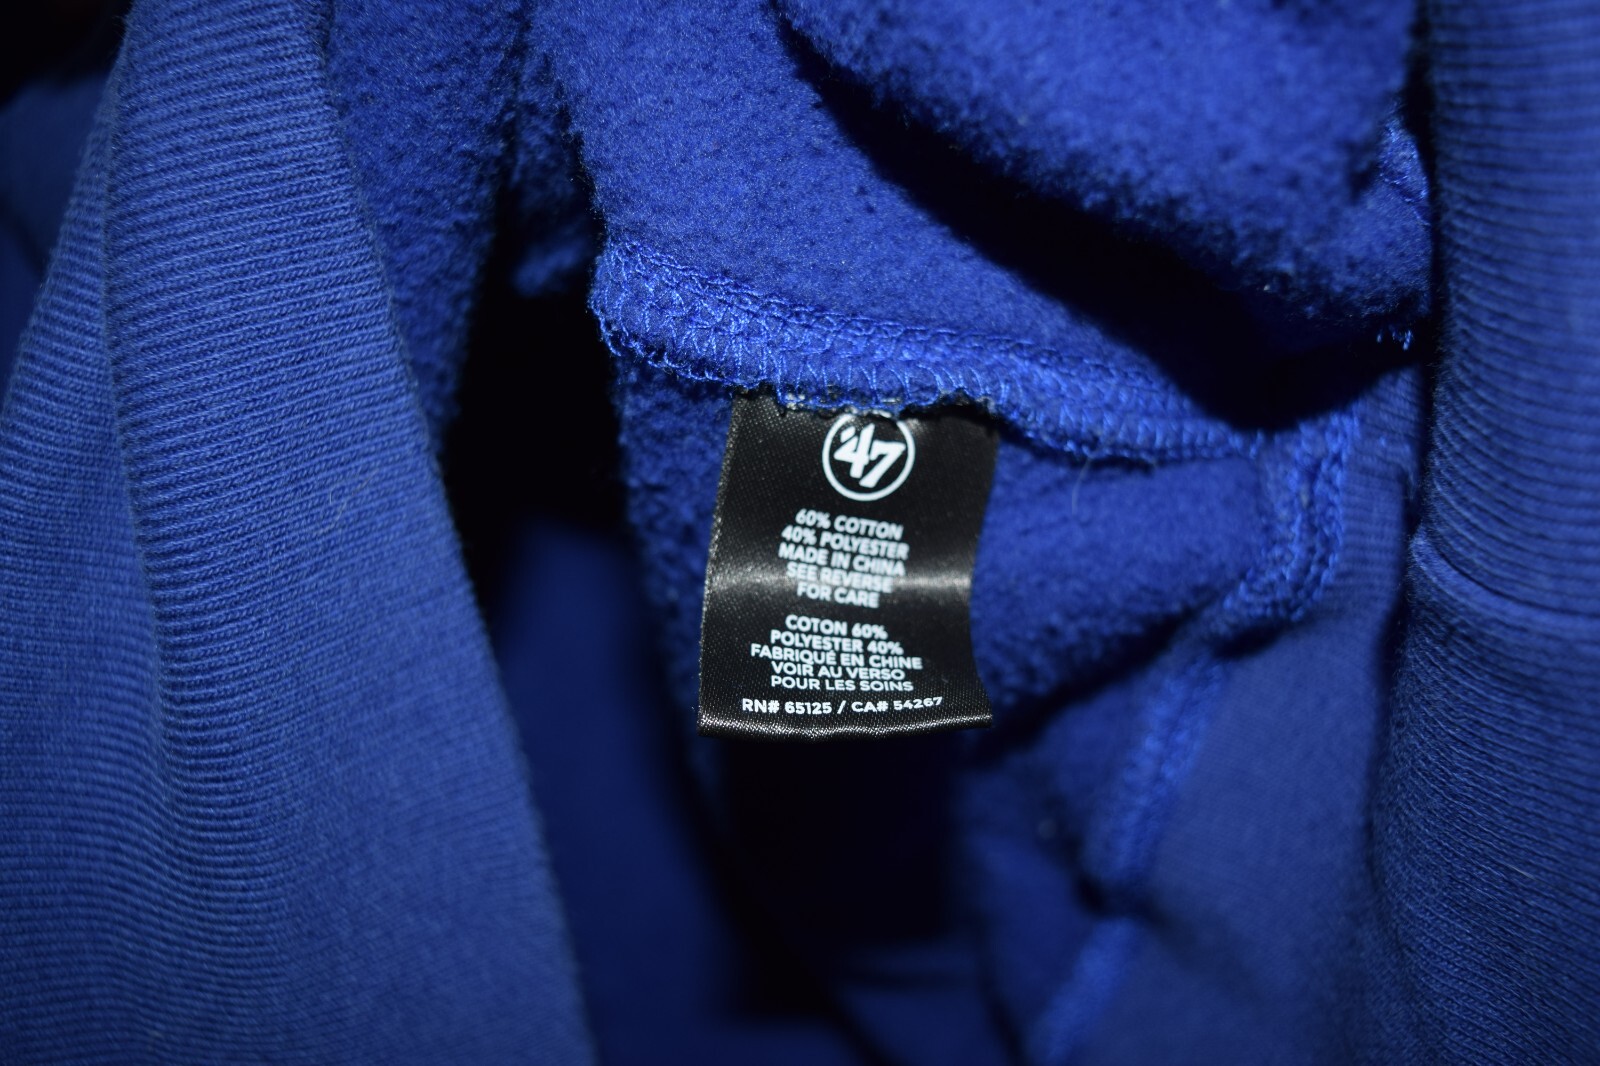 '47
60% COTTON
40% POLYESTER
MADE IN CHINA
SEE REVERSE
FOR CARE
COTON 60%
POLYESTER 40%
FABRIQUÉ EN CHINE
VOIR AU VERSO
POUR LES SOINS
RN# 65125 / CA# 54267